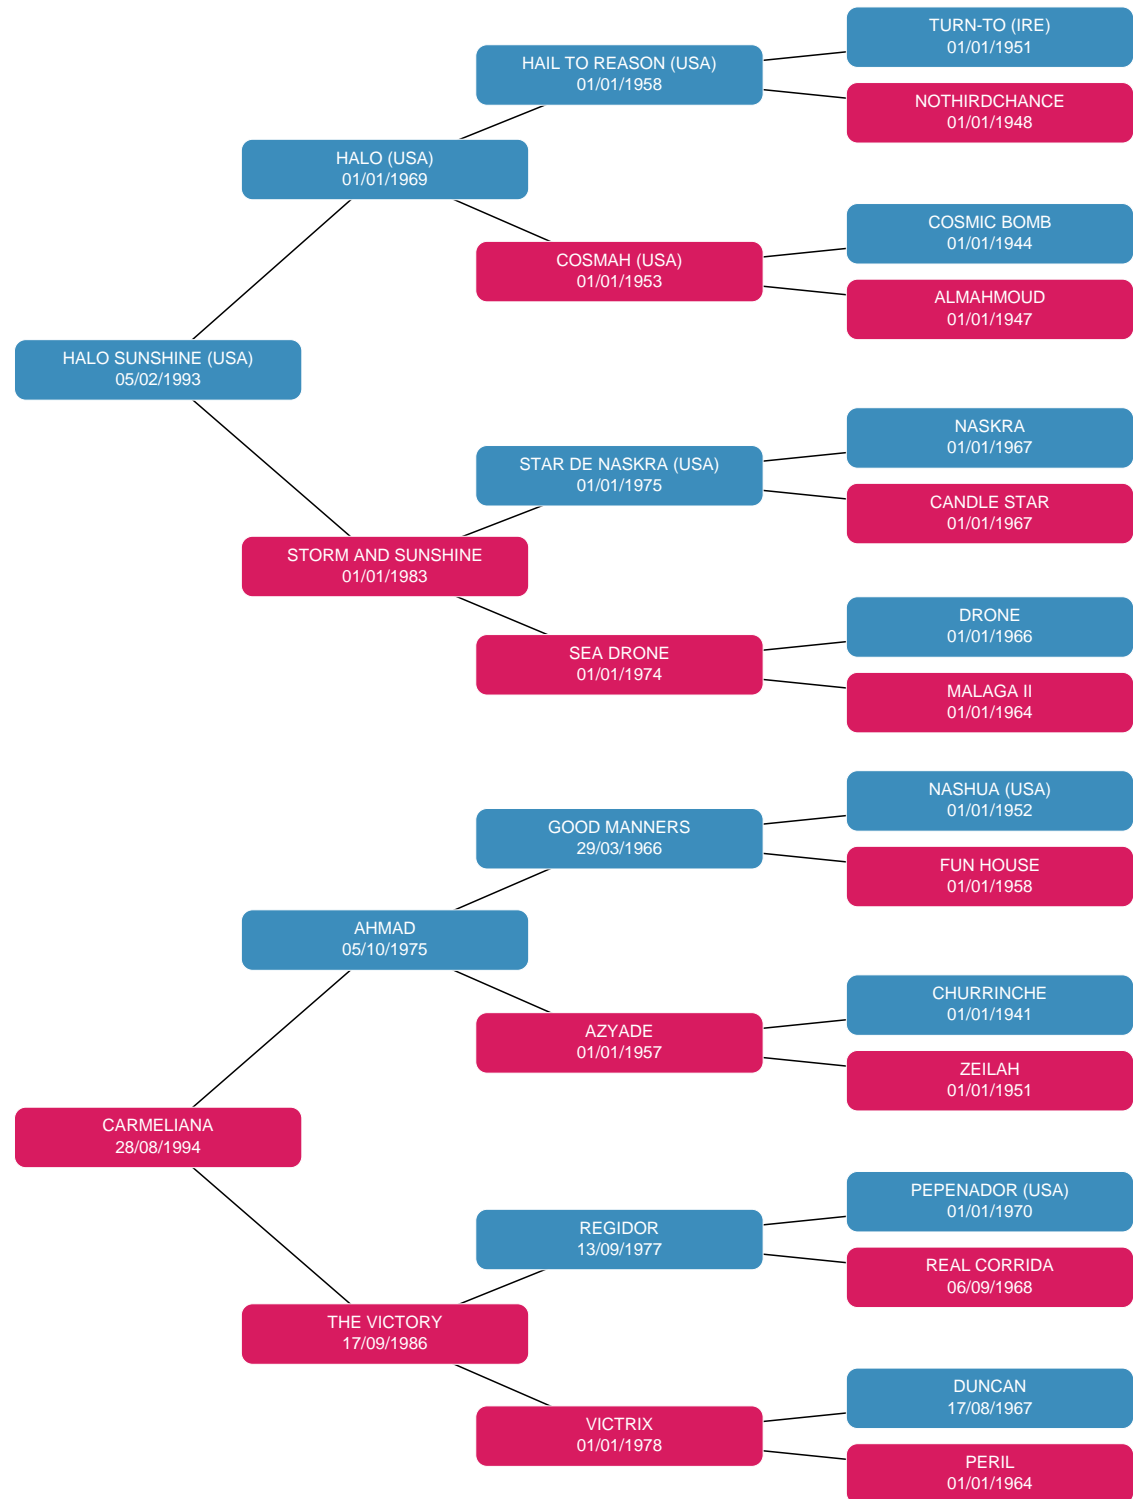 TURN-TO (IRE)
01/01/1951
HAIL TO REASON (USA)
01/01/1958
NOTHIRDCHANCE
01/01/1948
HALO (USA)
01/01/1969
COSMIC BOMB
01/01/1944
COSMAH (USA)
01/01/1953
ALMAHMOUD
01/01/1947
HALO SUNSHINE (USA)
05/02/1993
NASKRA
01/01/1967
STAR DE NASKRA (USA)
01/01/1975
CANDLE STAR
01/01/1967
STORM AND SUNSHINE
01/01/1983
DRONE
01/01/1966
SEA DRONE
01/01/1974
MALAGA II
01/01/1964
NASHUA (USA)
01/01/1952
GOOD MANNERS
29/03/1966
FUN HOUSE
01/01/1958
AHMAD
05/10/1975
CHURRINCHE
01/01/1941
AZYADE
01/01/1957
ZEILAH
01/01/1951
CARMELIANA
28/08/1994
PEPENADOR (USA)
01/01/1970
REGIDOR
13/09/1977
REAL CORRIDA
06/09/1968
THE VICTORY
17/09/1986
DUNCAN
17/08/1967
VICTRIX
01/01/1978
PERIL
01/01/1964